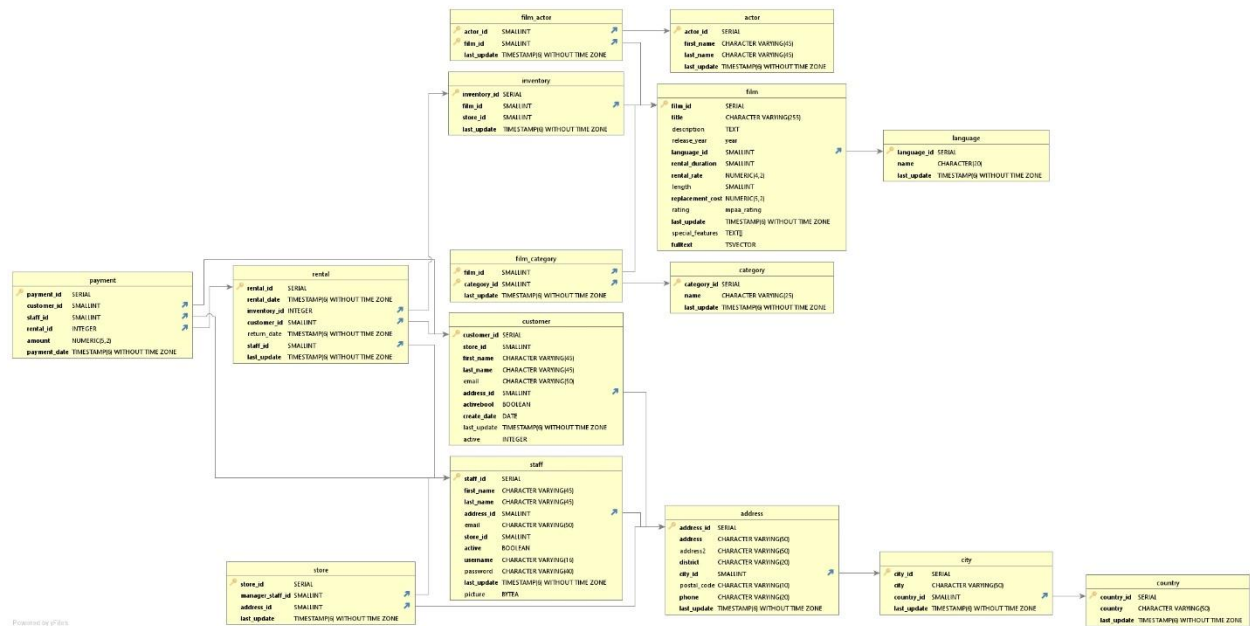 film_actor
actor_id SMALLINT
film_id SMALLINT
last_update TIMESTAMP(6) WITHOUT TIME ZONE
actor
actor_id SERIAL
first_name CHARACTER VARYING(45)
last_name CHARACTER VARYING(45)
last_update TIMESTAMP(6) WITHOUT TIME ZONE
inventory
inventory_id SERIAL
film_id SMALLINT
store_id SMALLINT
last_update TIMESTAMP(6) WITHOUT TIME ZONE
film
film_id SERIAL
title CHARACTER VARYING(255)
description TEXT
release_year year
language_id SMALLINT
rental_duration SMALLINT
rental_rate NUMERIC(4,2)
length SMALLINT
replacement_cost NUMERIC(5,2)
rating mpaa_rating
last_update TIMESTAMP(6) WITHOUT TIME ZONE
special_features TEXT[]
fulltext TSVECTOR
language
language_id SERIAL
name CHARACTER(20)
last_update TIMESTAMP(6) WITHOUT TIME ZONE
film_category
film_id SMALLINT
category_id SMALLINT
last_update TIMESTAMP(6) WITHOUT TIME ZONE
category
category_id SERIAL
name CHARACTER VARYING(25)
last_update TIMESTAMP(6) WITHOUT TIME ZONE
payment
payment_id SERIAL
customer_id SMALLINT
staff_id SMALLINT
rental_id INTEGER
amount NUMERIC(5,2)
payment_date TIMESTAMP(6) WITHOUT TIME ZONE
rental
rental_id SERIAL
rental_date TIMESTAMP(6) WITHOUT TIME ZONE
inventory_id INTEGER
customer_id SMALLINT
return_date TIMESTAMP(6) WITHOUT TIME ZONE
staff_id SMALLINT
last_update TIMESTAMP(6) WITHOUT TIME ZONE
customer
customer_id SERIAL
store_id SMALLINT
first_name CHARACTER VARYING(45)
last_name CHARACTER VARYING(45)
email CHARACTER VARYING(50)
address_id SMALLINT
activebool BOOLEAN
create_date DATE
last_update TIMESTAMP(6) WITHOUT TIME ZONE
active INTEGER
staff
staff_id SERIAL
first_name CHARACTER VARYING(45)
last_name CHARACTER VARYING(45)
address_id SMALLINT
email CHARACTER VARYING(50)
store_id SMALLINT
active BOOLEAN
username CHARACTER VARYING(16)
password CHARACTER VARYING(40)
last_update TIMESTAMP(6) WITHOUT TIME ZONE
picture BYTEA
store
store_id SERIAL
manager_staff_id SMALLINT
address_id SMALLINT
last_update TIMESTAMP(6) WITHOUT TIME ZONE
address
address_id SERIAL
address CHARACTER VARYING(50)
address2 CHARACTER VARYING(50)
district CHARACTER VARYING(20)
city_id SMALLINT
postal_code CHARACTER VARYING(10)
phone CHARACTER VARYING(20)
last_update TIMESTAMP(6) WITHOUT TIME ZONE
city
city_id SERIAL
city CHARACTER VARYING(50)
country_id SMALLINT
last_update TIMESTAMP(6) WITHOUT TIME ZONE
country
country_id SERIAL
country CHARACTER VARYING(50)
last_update TIMESTAMP(6) WITHOUT TIME ZONE
Powered by yFiles